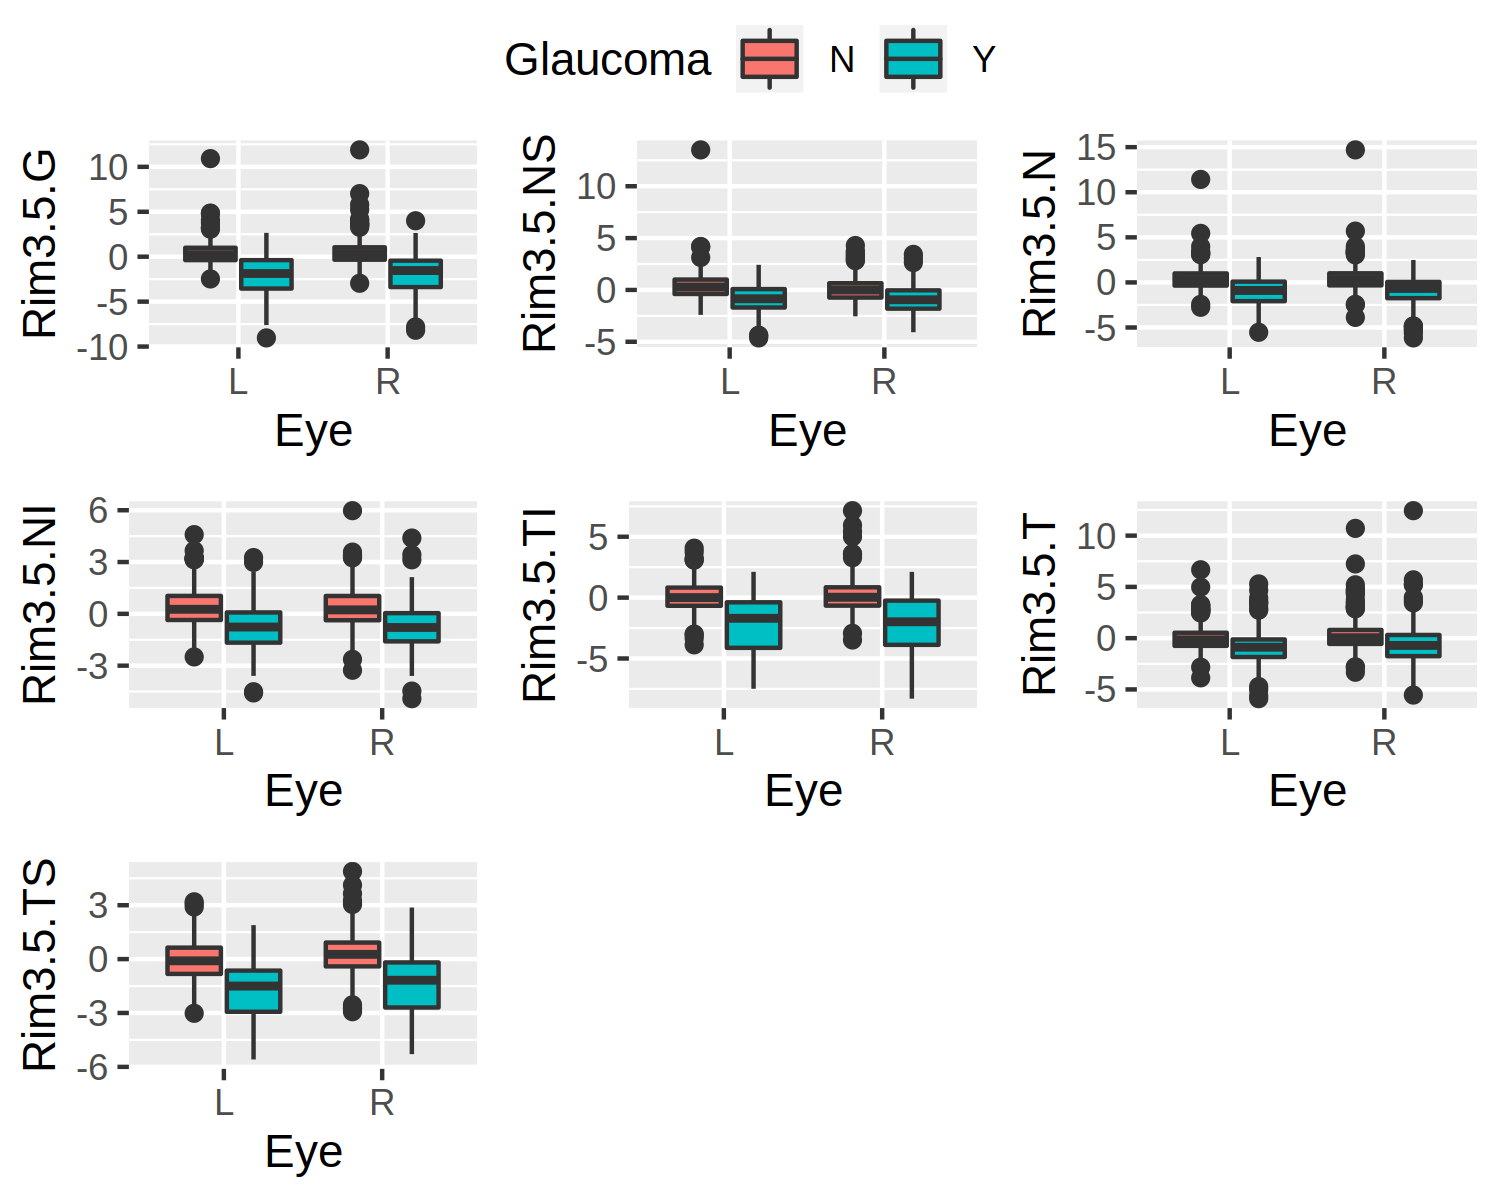 Glaucoma N Y
Rim3.5.G
10
5
0
-5
-10
L R
Eye
Rim3.5.NS
10
5
0
-5
L R
Eye
Rim3.5.N
15
10
5
0
-5
L R
Eye
Rim3.5.NI
6
3
0
-3
L R
Eye
Rim3.5.TI
5
0
-5
L R
Eye
Rim3.5.T
10
5
0
-5
L R
Eye
Rim3.5.TS
3
0
-3
-6
L R
Eye